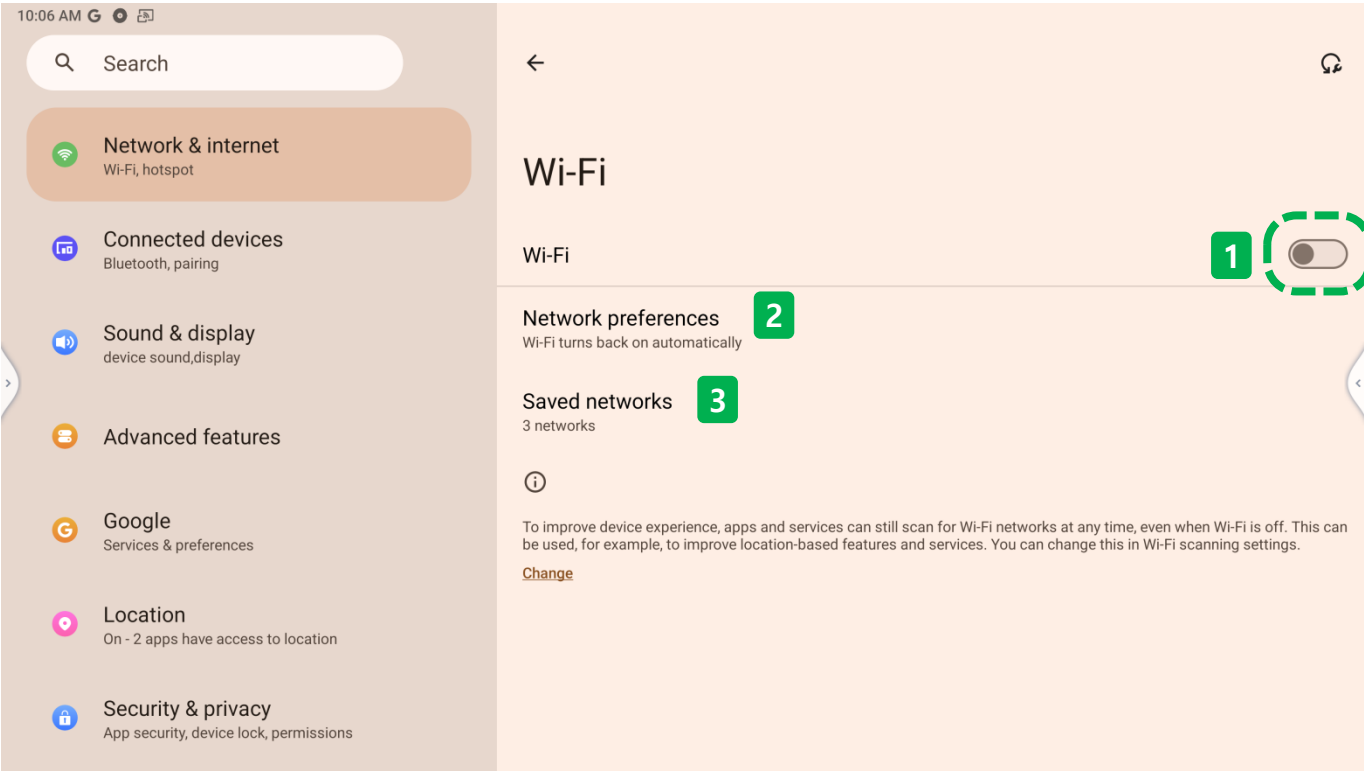 10:06 AM G
Search
Network & internet
Wi-Fi, hotspot
Connected devices
Bluetooth, pairing
Sound & display
device sound,display
Advanced features
Google
Services & preferences
Location
On - 2 apps have access to location
Security & privacy
App security, device lock, permissions
Wi-Fi
Wi-Fi
1
Network preferences
2
Wi-Fi turns back on automatically
Saved networks
3
3 networks
To improve device experience, apps and services can still scan for Wi-Fi networks at any time, even when Wi-Fi is off. This can
be used, for example, to improve location-based features and services. You can change this in Wi-Fi scanning settings.
Change